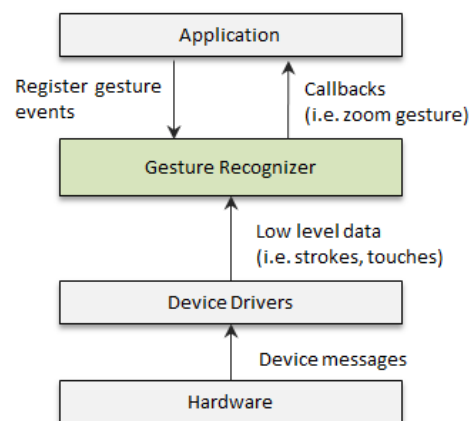 Application
Register gesture
events
Callbacks
(i.e. zoom gesture)
Gesture Recognizer
Low level data
(i.e. strokes, touches)
Device Drivers
Device messages
Hardware